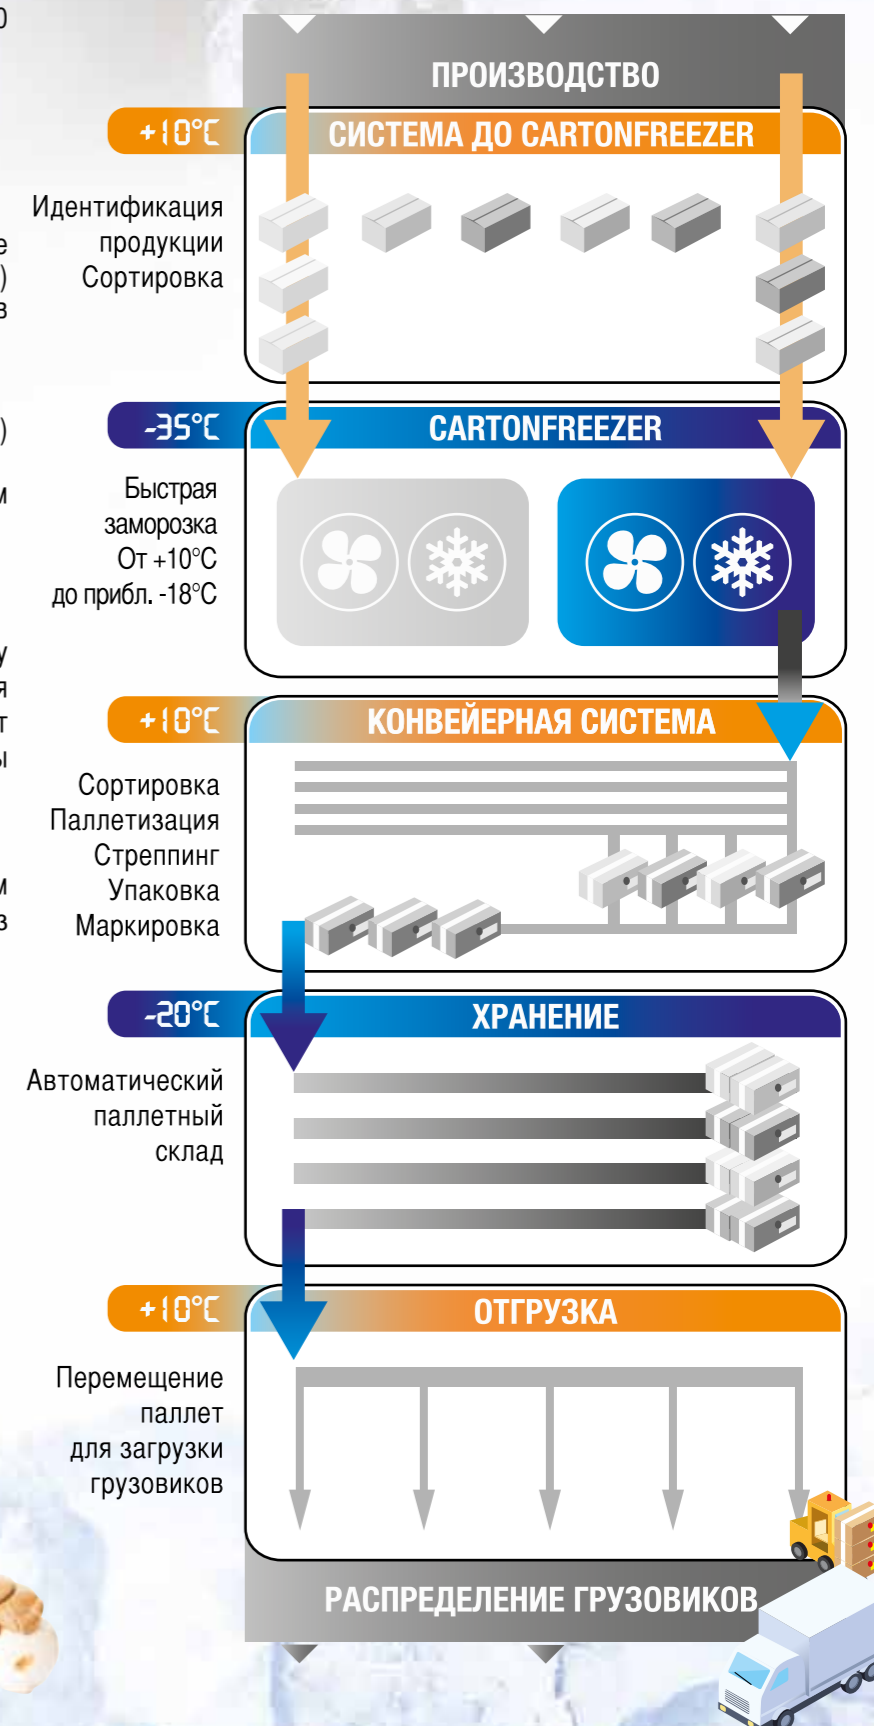 0
ПРОИЗВОДСТВО
+10°C
СИСТЕМА ДО CARTONFREEZER
Идентификация
продукции
Сортировка
е
)
в
-35°C
CARTONFREEZER
)
Быстрая
заморозка
От +10°C
до прибл. -18°C
м
у
я
т
ы
+10°C
КОНВЕЙЕРНАЯ СИСТЕМА
Сортировка
Паллетизация
Стреппинг
Упаковка
Маркировка
м
з
-20°C
ХРАНЕНИЕ
Автоматический
паллетный
склад
+10°C
ОТГРУЗКА
Перемещение
паллет
для загрузки
грузовиков
РАСПРЕДЕЛЕНИЕ ГРУЗОВИКОВ